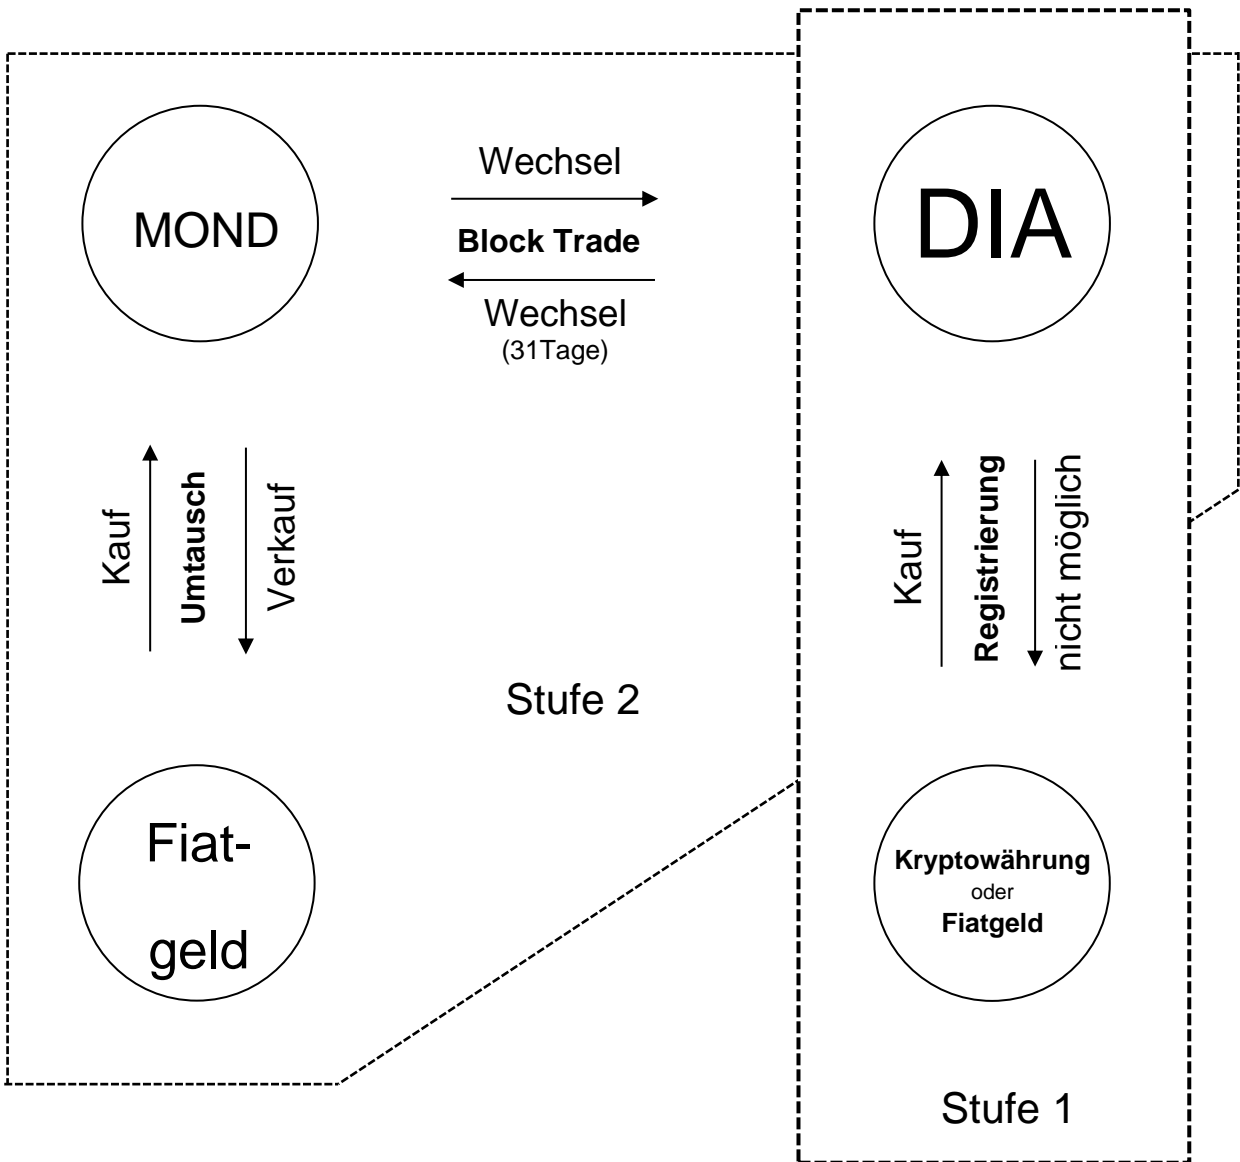 MOND
Wechsel
Block Trade
Wechsel
(31Tage)
DIA
Kauf
Umtausch
Verkauf
Kauf
Registrierung
nicht möglich
Stufe 2
Fiat-
geld
Kryptowährung
oder
Fiatgeld
Stufe 1